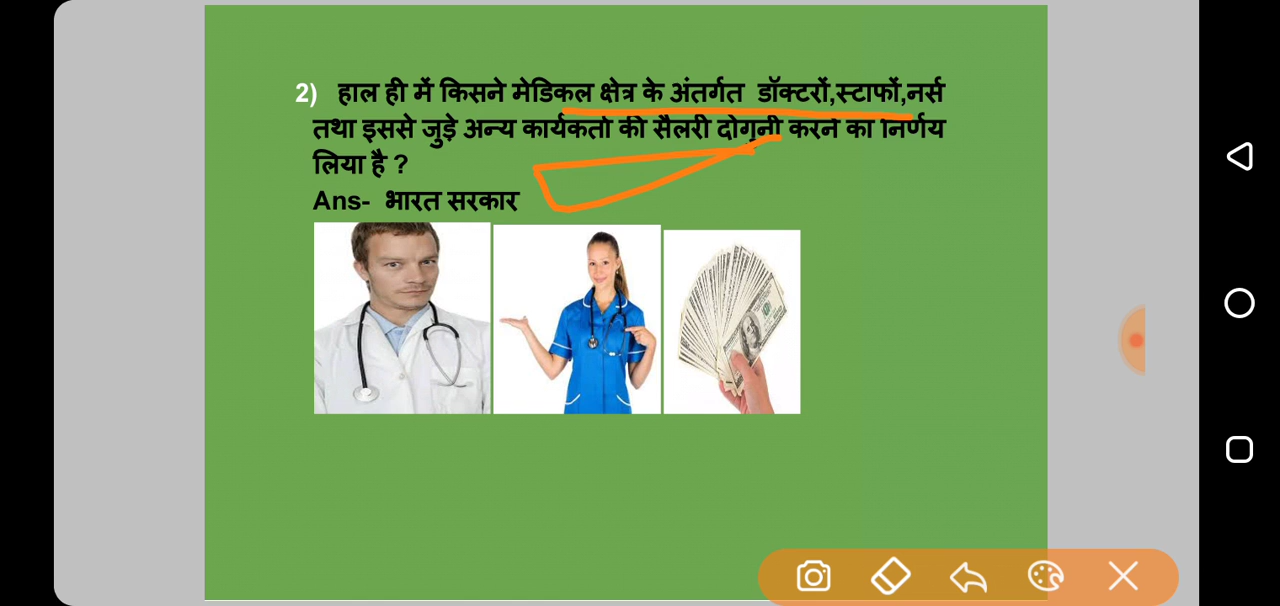 2) हाल ही में किसने मेडिकल क्षेत्र के अंतर्गत डॉक्टरों,स्टाफों,नर्स
तथा इससे जुड़े अन्य कार्यकर्ता की सैलरी दोगुनी करने का निर्णय
लिया है ?
Ans- भारत सरकार